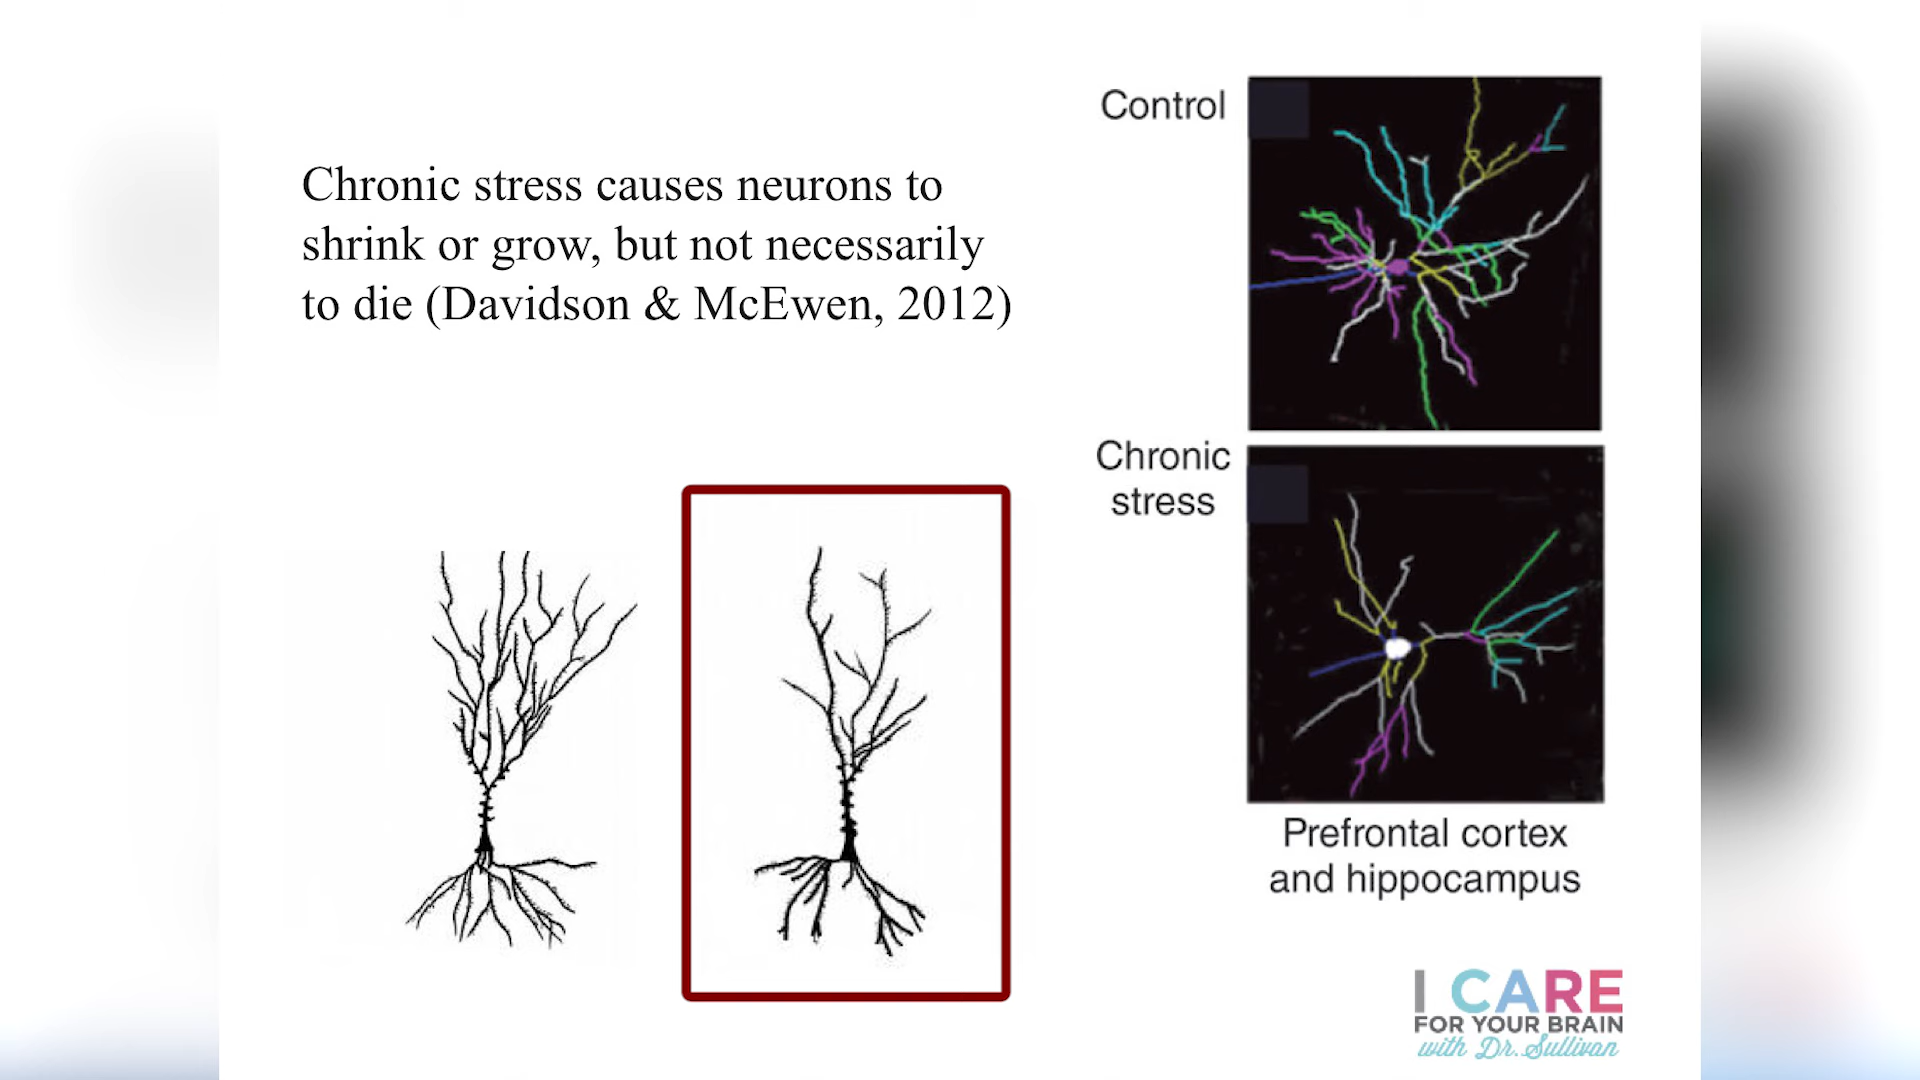 Chronic stress causes neurons to
shrink or grow, but not necessarily
to die (Davidson & McEwen, 2012)
Control
Chronic
stress
Prefrontal cortex
and hippocampus
I CARE
FOR YOUR BRAIN
with Dr. Sullivan